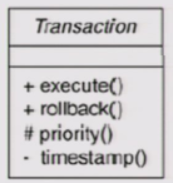 Transaction
+ execute()
+ rollback()
# priority()
- timestamp()